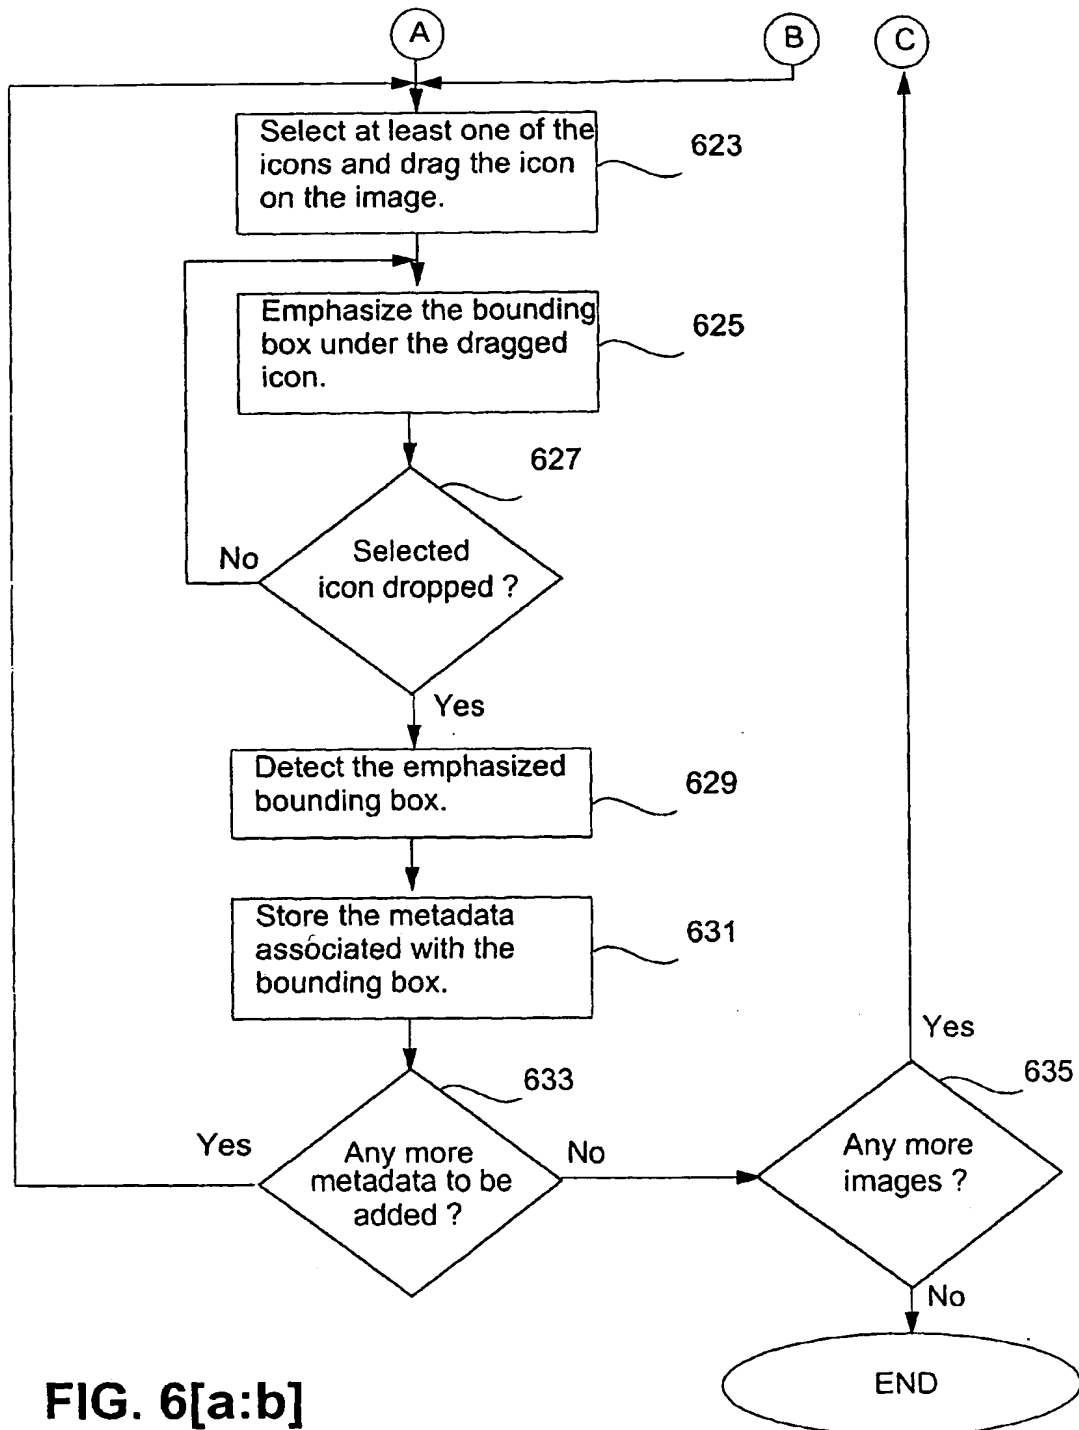 A
B
C
Select at least one of the
icons and drag the icon
on the image.
623
Emphasize the bounding
box under the dragged
icon.
625
627
Selected
icon dropped ?
No
Yes
Detect the emphasized
bounding box.
629
Store the metadata
associated with the
bounding box.
631
633
Any more
metadata to be
added ?
Yes
No
Yes
635
Any more
images ?
No
END
FIG. 6[a:b]